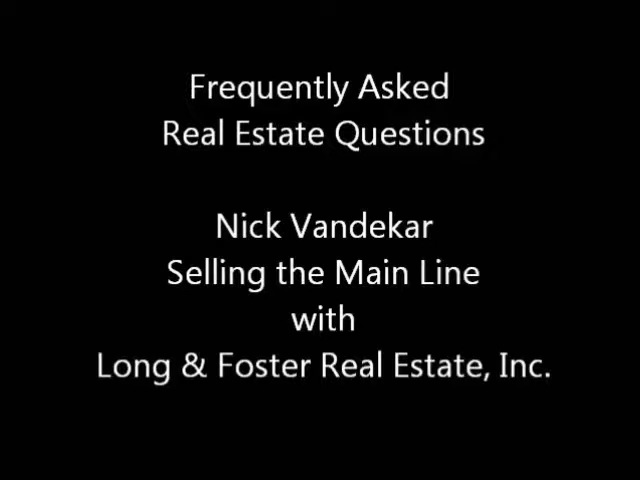 Frequently Asked
Real Estate Questions
Nick Vandekar
Selling the Main Line
with
Long & Foster Real Estate, Inc.